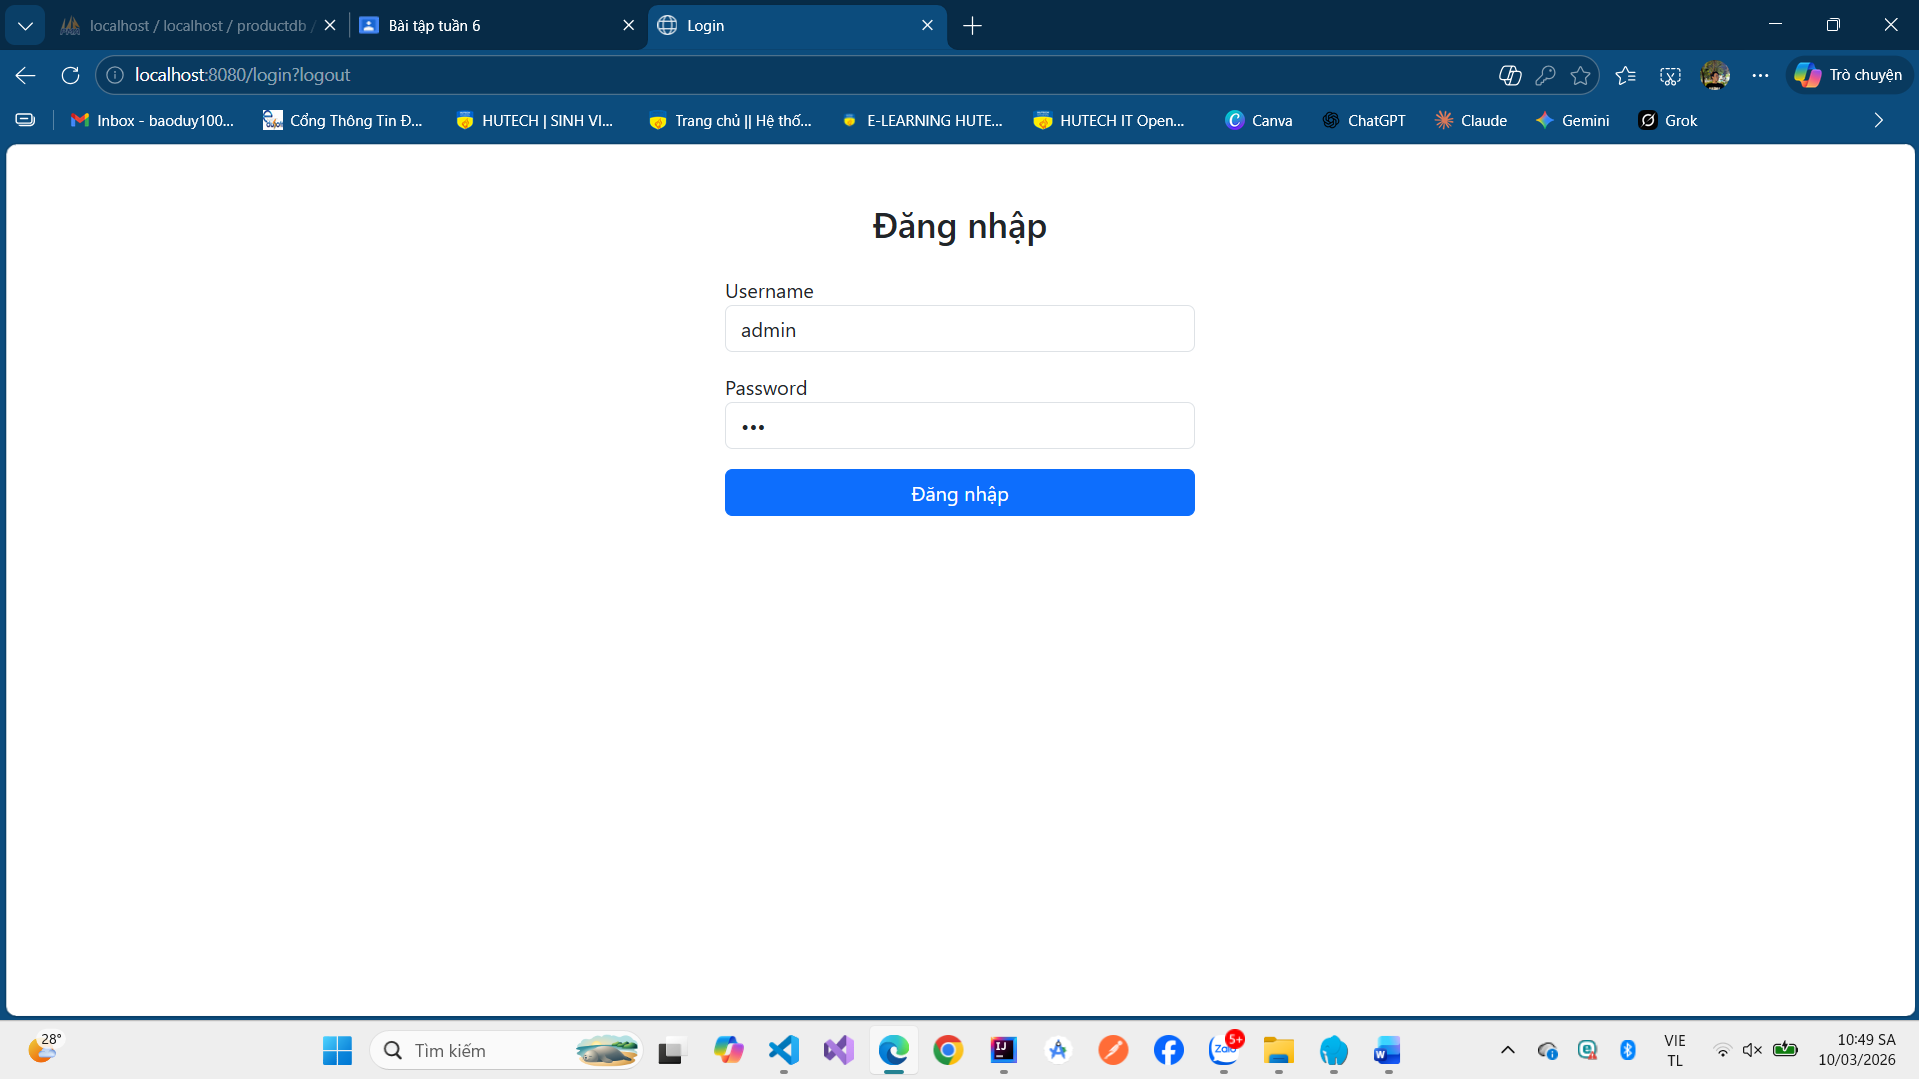 localhost / localhost / productdb /
Bài tập tuần 6
Login
localhost:8080/login?logout
Trò chuyện
Inbox - baoduy100...
Cổng Thông Tin Đ...
HUTECH | SINH VI...
Trang chủ || Hệ thố...
E-LEARNING HUTE...
HUTECH IT Open...
Canva
ChatGPT
Claude
Gemini
Grok
Đăng nhập
Username
admin
Password
•••
Đăng nhập
28°
Tìm kiếm
Zalo
5+
VIE
TL
10:49 SA
10/03/2026